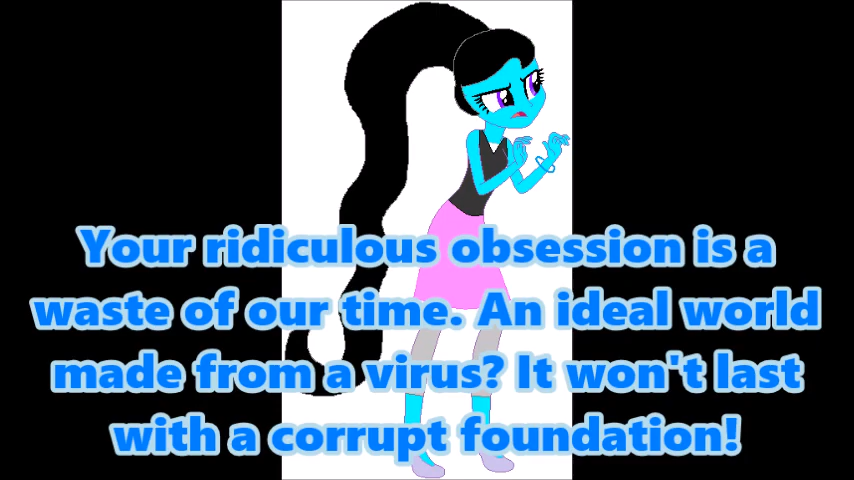 Your ridiculous obsession is a
waste of our time. An ideal world
made from a virus? It won't last
with a corrupt foundation!